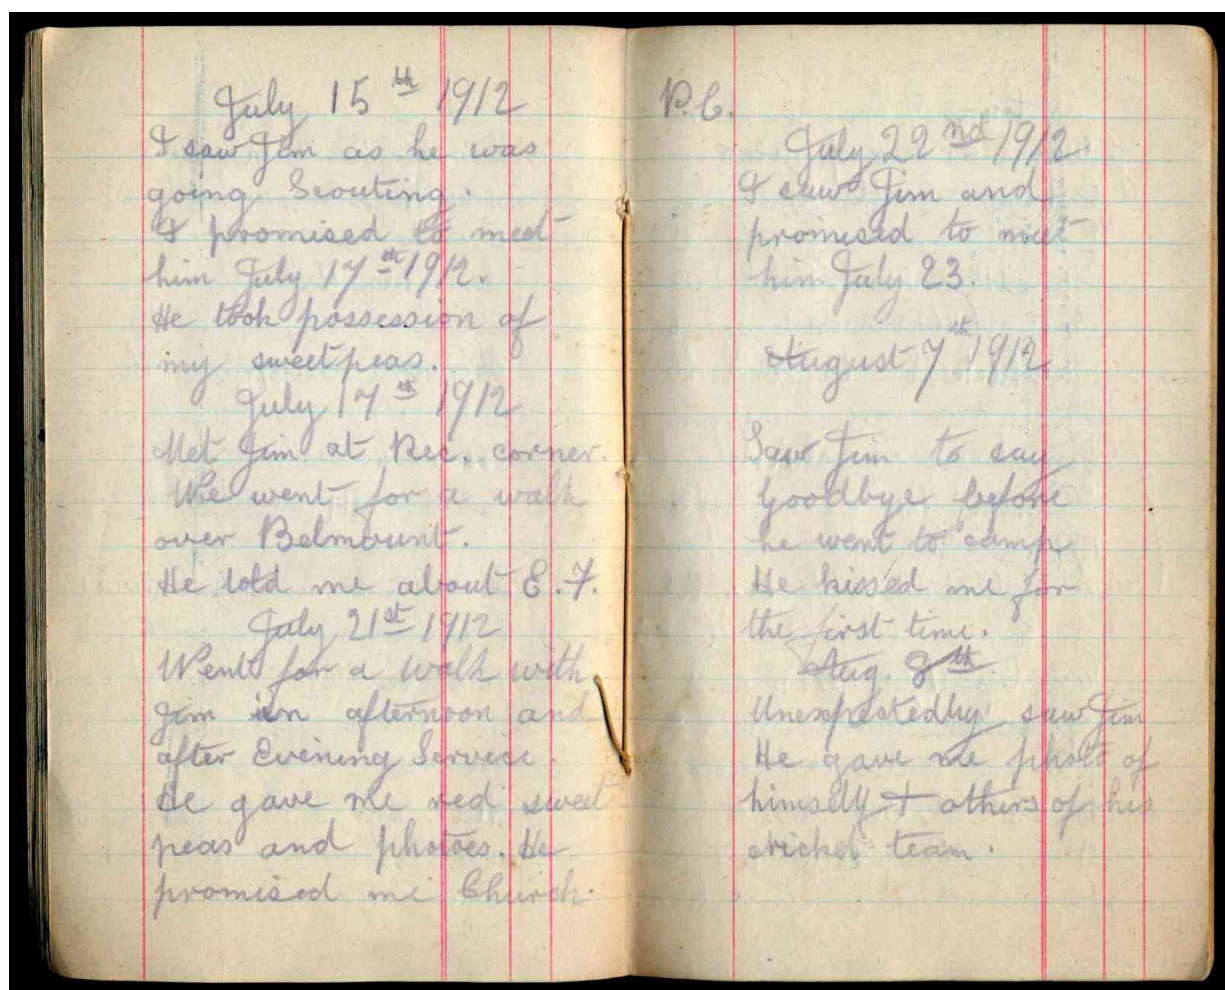 July 15th 1912
I saw Jim as he was
going Scouting.
I promised to meet
him July 17th 1912.
He took possession of
my sweetpeas.
July 17th 1912
Met Jim at Rec. corner.
We went for a walk
over Belmount.
He told me about E.F.
July 21st 1912
Went for a walk with
Jim in afternoon and
after Evening Service.
He gave me red sweet
peas and photoes. He
promised me Church.
P.C.
July 22nd 1912
I saw Jim and
promised to meet
him July 23.
August 7th 1912
Saw Jim to say
Goodbye before
he went to camp
He kissed me for
the first time.
Aug. 8th
Unexpectedly saw Jim
He gave me photo of
himself & others of his
cricket team.